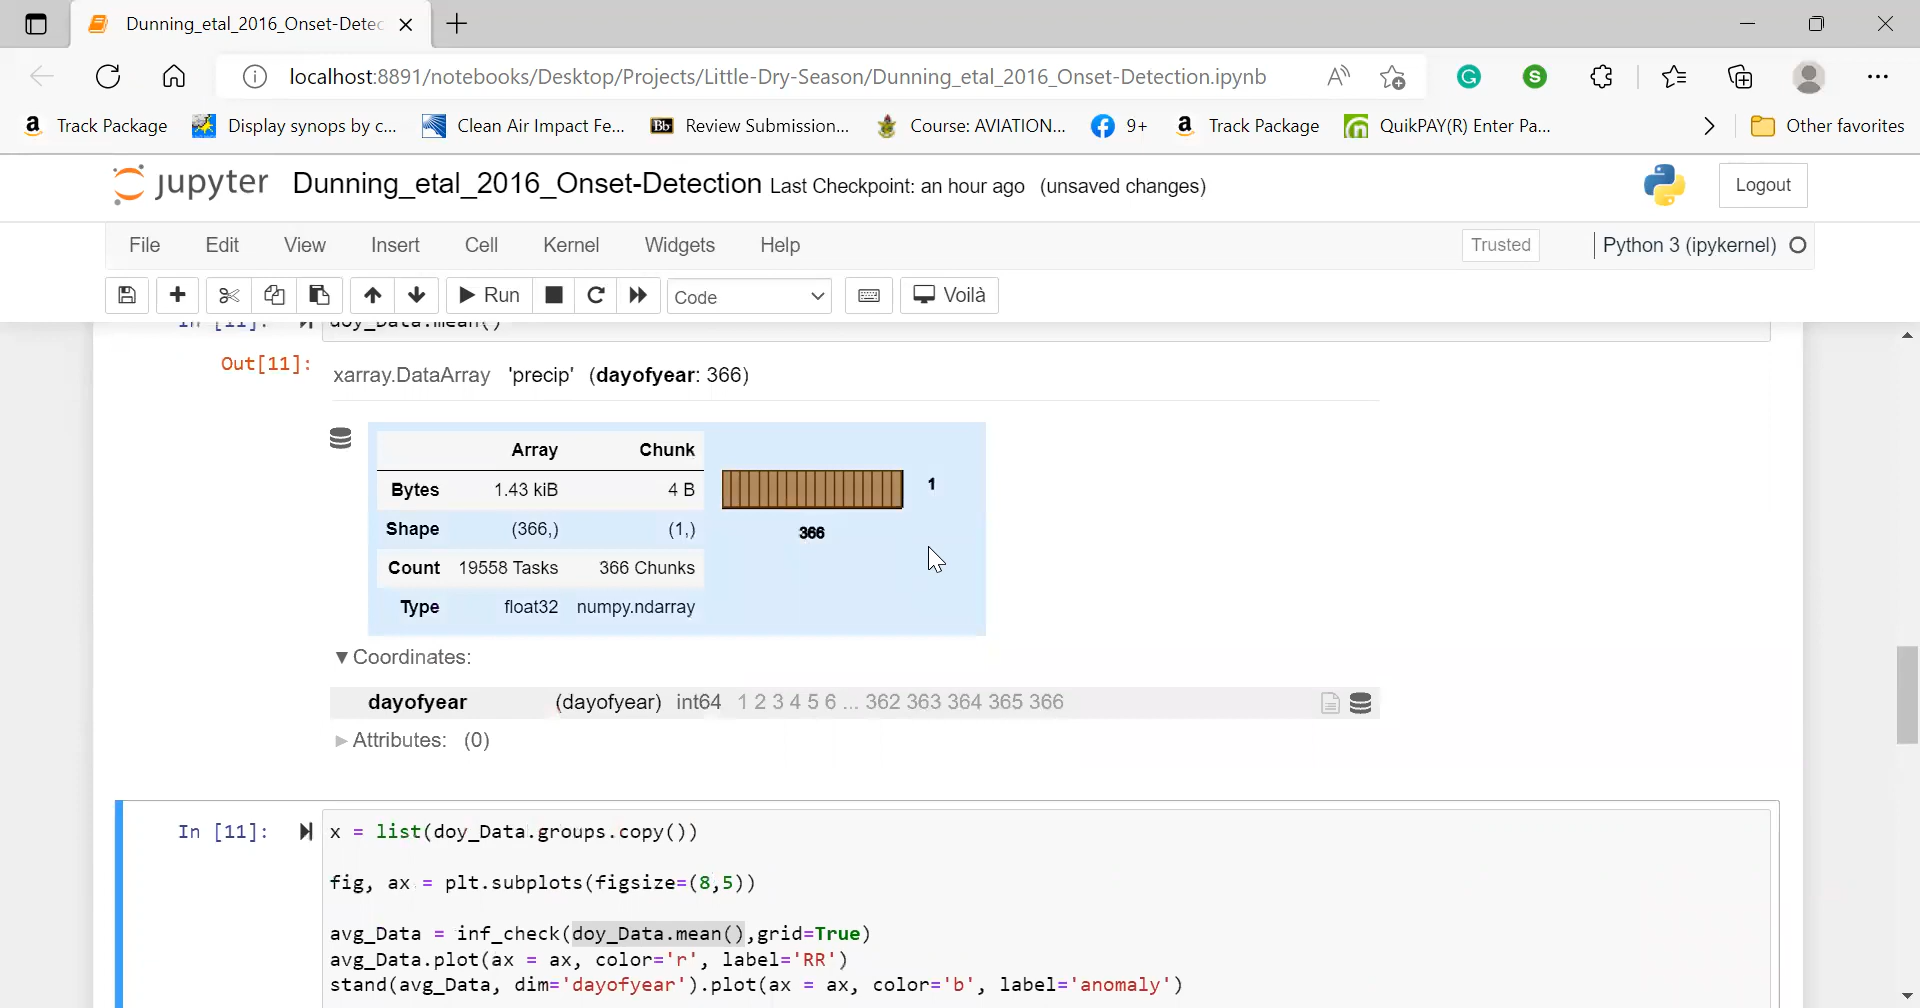 Dunning_etal_2016_Onset-Detec
localhost:8891/notebooks/Desktop/Projects/Little-Dry-Season/Dunning_etal_2016_Onset-Detection.ipynb
Track Package Display synops by c... Clean Air Impact Fe... Bb Review Submission... Course: AVIATION... 9+ Track Package QuikPAY(R) Enter Pa... Other favorites
jupyter Dunning_etal_2016_Onset-Detection Last Checkpoint: an hour ago (unsaved changes) Logout
File Edit View Insert Cell Kernel Widgets Help Trusted Python 3 (ipykernel)
Run Code Voilà
In [11]: doy_Data.mean()
Out[11]: xarray.DataArray 'precip' (dayofyear: 366)
Array Chunk
Bytes 1.43 kiB 4 B 1
Shape (366,) (1,) 366
Count 19558 Tasks 366 Chunks
Type float32 numpy.ndarray
▼ Coordinates:
dayofyear (dayofyear) int64 1 2 3 4 5 6 ... 362 363 364 365 366
► Attributes: (0)
In [11]: x = list(doy_Data.groups.copy())
fig, ax = plt.subplots(figsize=(8,5))
avg_Data = inf_check(doy_Data.mean(),grid=True)
avg_Data.plot(ax = ax, color='r', label='RR')
stand(avg_Data, dim='dayofyear').plot(ax = ax, color='b', label='anomaly')